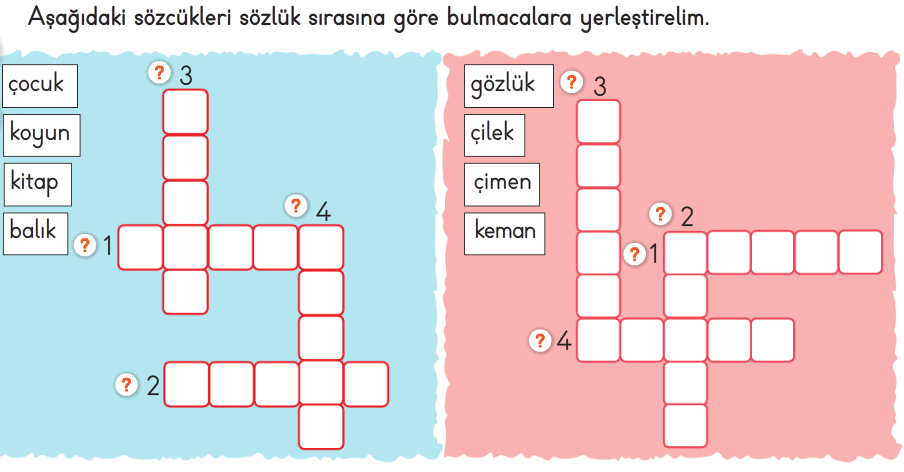 Aşağıdaki sözcükleri sözlük sırasına göre bulmacalara yerleştirelim.
çocuk
koyun
kitap
balık
? 3
? 4
? 1
? 2
gözlük
çilek
çimen
keman
? 3
? 2
? 1
? 4